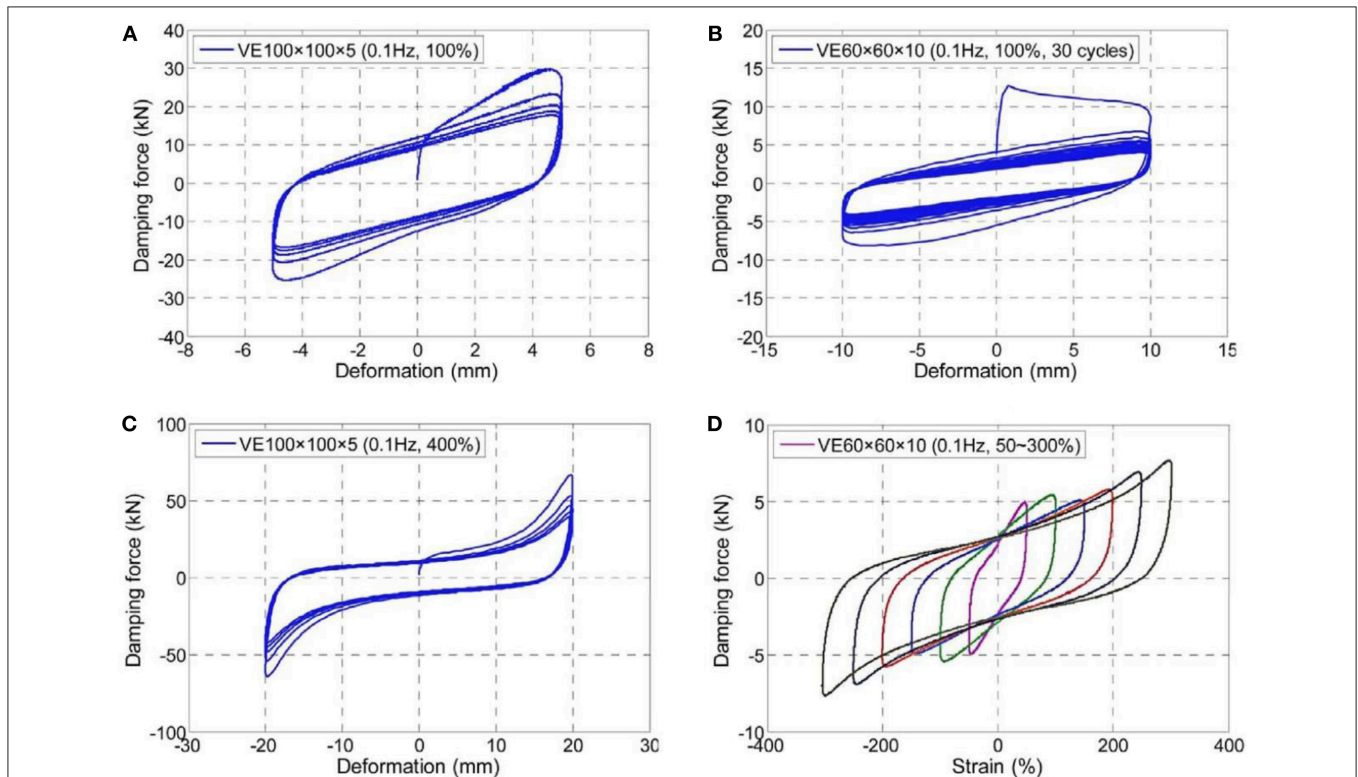 A
VE100×100×5 (0.1Hz, 100%)
40
30
20
10
0
-10
-20
-30
-40
Damping force (kN)
-8 -6 -4 -2 0 2 4 6 8
Deformation (mm)
B
VE60×60×10 (0.1Hz, 100%, 30 cycles)
20
15
10
5
0
-5
-10
-15
-20
Damping force (kN)
-15 -10 -5 0 5 10 15
Deformation (mm)
C
VE100×100×5 (0.1Hz, 400%)
100
50
0
-50
-100
Damping force (kN)
-30 -20 -10 0 10 20 30
Deformation (mm)
D
VE60×60×10 (0.1Hz, 50~300%)
10
5
0
-5
-10
Damping force (kN)
-400 -200 0 200 400
Strain (%)